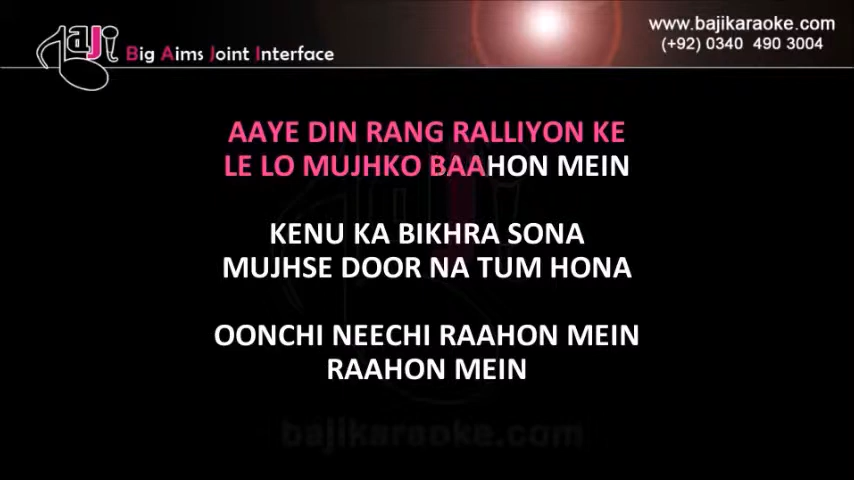 baji Big Aims Joint Interface
www.bajikaraoke.com
(+92) 0340 490 3004
AAYE DIN RANG RALLIYON KE
LE LO MUJHKO BAAHON MEIN
KENU KA BIKHRA SONA
MUJHSE DOOR NA TUM HONA
OONCHI NEECHI RAAHON MEIN
RAAHON MEIN
bajikaraoke.com